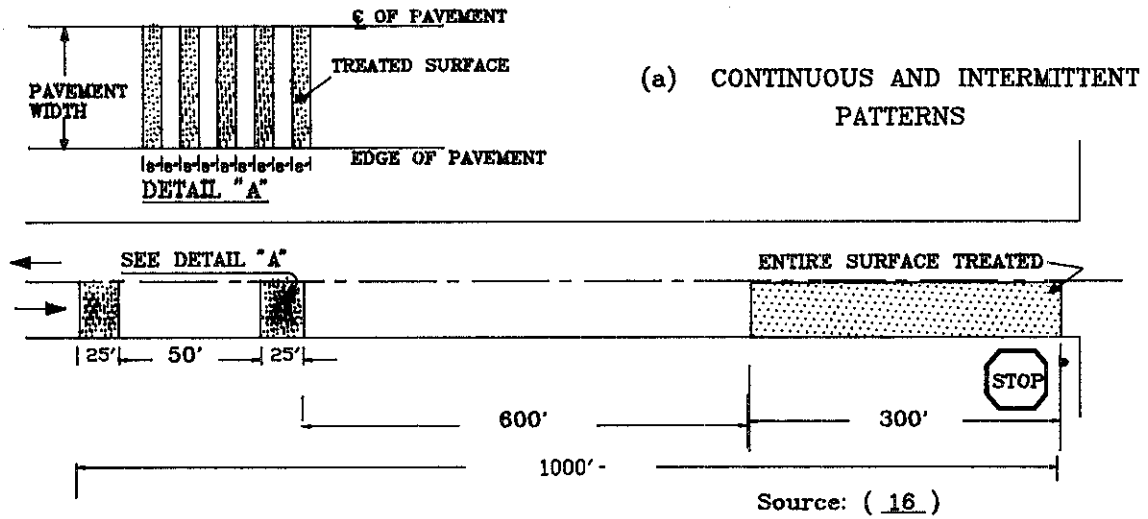 ℄ OF PAVEMENT
TREATED SURFACE
PAVEMENT
WIDTH
EDGE OF PAVEMENT
DETAIL "A"
(a) CONTINUOUS AND INTERMITTENT
PATTERNS
SEE DETAIL "A"
ENTIRE SURFACE TREATED
25' 50' 25'
STOP
600' 300'
1000'-
Source: ( 16 )